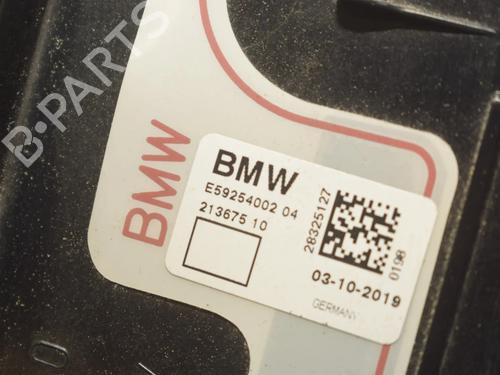 B-PARTS
BMW
BMW
E59254002 04
213675 10
28325127
0198
03-10-2019
GERMANY